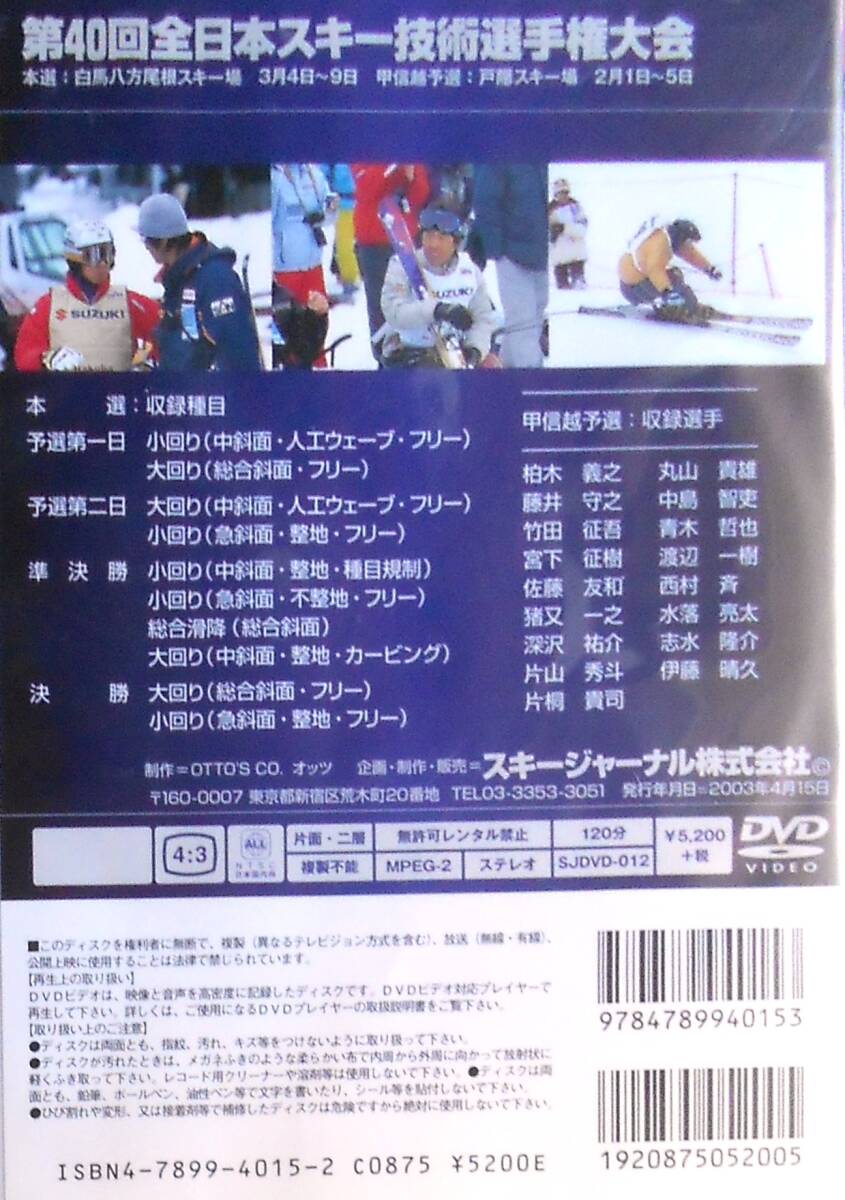 第40回全日本スキー技術選手権大会
本選：白馬八方尾根スキー場　3月4日〜9日　甲信越予選：戸隠スキー場　2月1日〜5日
SUZUKI
SUZUKI
本　選：収録種目
予選第一日　小回り（中斜面・人工ウェーブ・フリー）
大回り（総合斜面・フリー）
予選第二日　大回り（中斜面・人工ウェーブ・フリー）
小回り（急斜面・整地・フリー）
準決勝　小回り（中斜面・整地・種目規制）
小回り（急斜面・不整地・フリー）
総合滑降（総合斜面）
大回り（中斜面・整地・カービング）
決　勝　大回り（総合斜面・フリー）
小回り（急斜面・整地・フリー）
甲信越予選：収録選手
柏木　義之　丸山　貴雄
藤井　守之　中島　智吏
竹田　征吾　青木　哲也
宮下　征樹　渡辺　一樹
佐藤　友和　西村　斉
猪又　一之　水落　亮太
深沢　祐介　志水　隆介
片山　秀斗　伊藤　晴久
片桐　貴司
制作＝OTTO'S CO. オッツ　企画・制作・販売＝スキージャーナル株式会社©
〒160-0007 東京都新宿区荒木町20番地　TEL03-3353-3051　発行年月日＝2003年4月15日
4:3
ALL
NTSC
日本国内向
片面・二層　無許可レンタル禁止　120分
複製不能　MPEG-2　ステレオ　SJDVD-012
¥5,200
+税
DVD
VIDEO
■このディスクを権利者に無断で、複製（異なるテレビジョン方式を含む）、放送（無線・有線）、
公開上映に使用することは法律で禁じられています。
【再生上の取り扱い】
DVDビデオは、映像と音声を高密度に記録したディスクです。DVDビデオ対応プレイヤーで
再生して下さい。詳しくは、ご使用になるDVDプレイヤーの取扱説明書をご覧下さい。
【取り扱い上のご注意】
●ディスクは両面とも、指紋、汚れ、キズ等をつけないように取り扱って下さい。
●ディスクが汚れたときは、メガネふきのような柔らかい布で内周から外周に向かって放射状に
軽くふき取って下さい。レコード用クリーナーや溶剤等は使用しないで下さい。●ディスクは両
面とも、鉛筆、ボールペン、油性ペン等で文字を書いたり、シール等を貼付しないで下さい。
●ひび割れや変形、又は接着剤等で補修したディスクは危険ですから絶対に使用しないで下さい。
9784789940153
1920875052005
ISBN4-7899-4015-2 C0875 ¥5200E